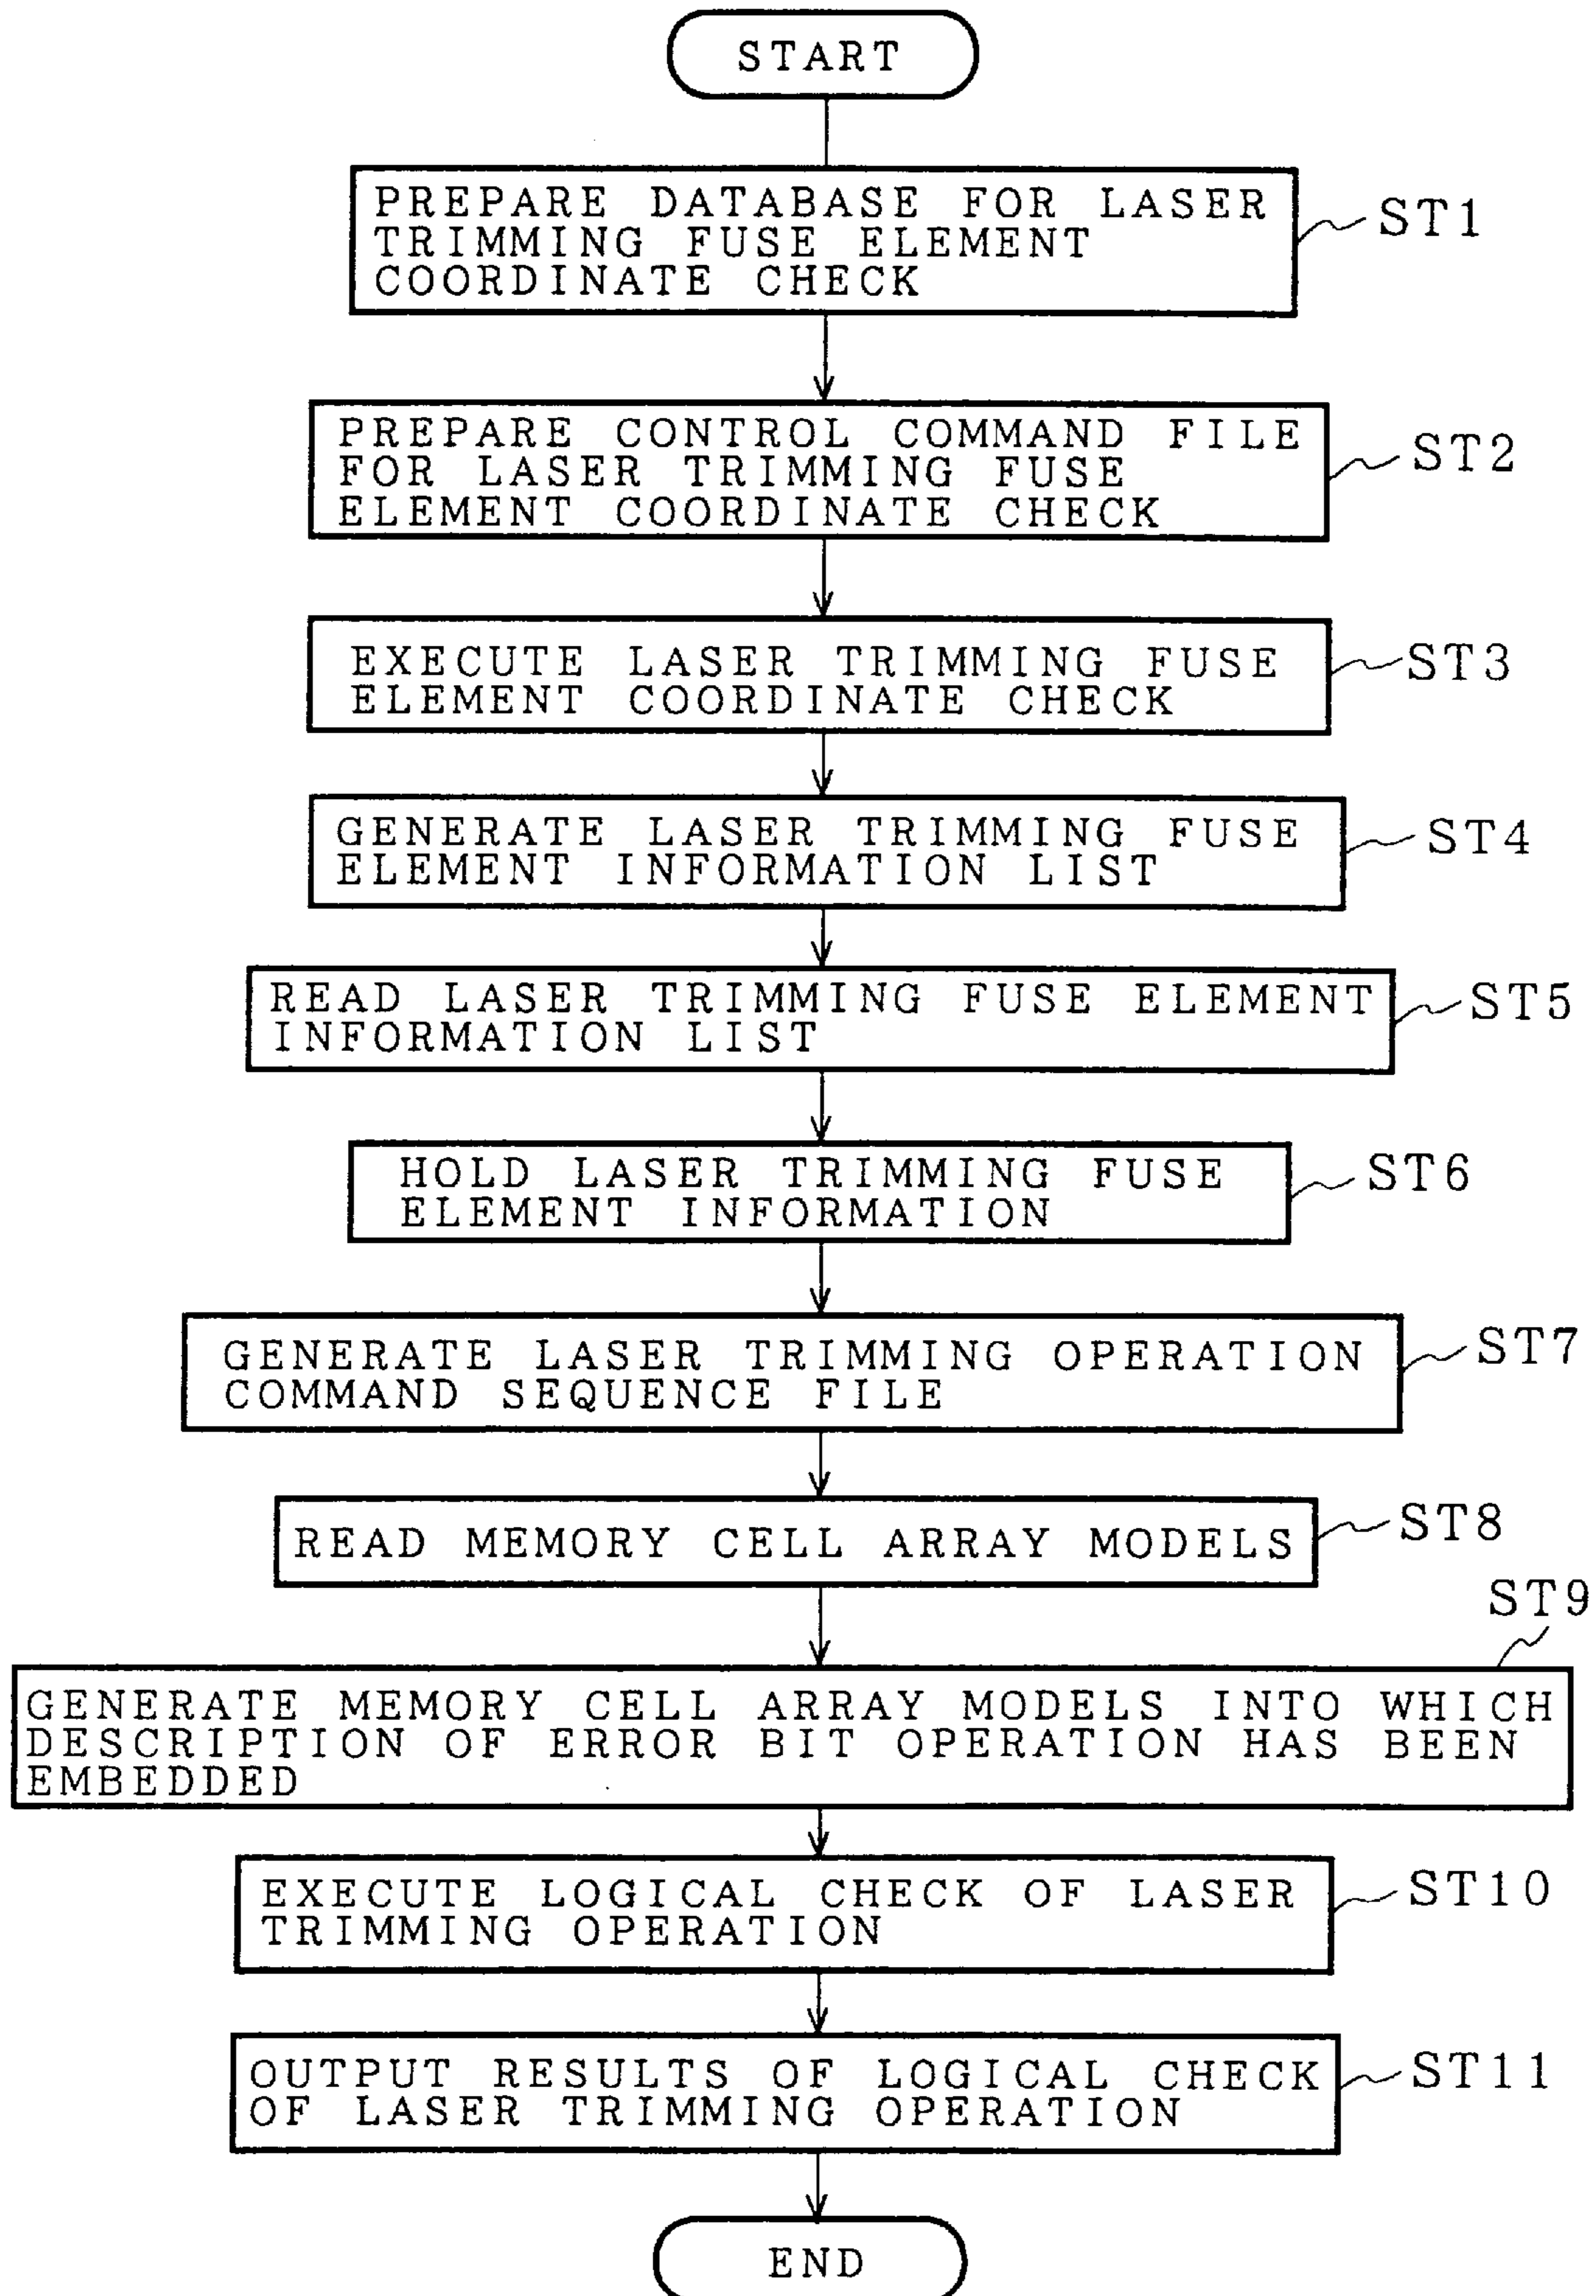 START
PREPARE DATABASE FOR LASER
TRIMMING FUSE ELEMENT
COORDINATE CHECK
ST1
PREPARE CONTROL COMMAND FILE
FOR LASER TRIMMING FUSE
ELEMENT COORDINATE CHECK
ST2
EXECUTE LASER TRIMMING FUSE
ELEMENT COORDINATE CHECK
ST3
GENERATE LASER TRIMMING FUSE
ELEMENT INFORMATION LIST
ST4
READ LASER TRIMMING FUSE ELEMENT
INFORMATION LIST
ST5
HOLD LASER TRIMMING FUSE
ELEMENT INFORMATION
ST6
GENERATE LASER TRIMMING OPERATION
COMMAND SEQUENCE FILE
ST7
READ MEMORY CELL ARRAY MODELS
ST8
ST9
GENERATE MEMORY CELL ARRAY MODELS INTO WHICH
DESCRIPTION OF ERROR BIT OPERATION HAS BEEN
EMBEDDED
EXECUTE LOGICAL CHECK OF LASER
TRIMMING OPERATION
ST10
OUTPUT RESULTS OF LOGICAL CHECK
OF LASER TRIMMING OPERATION
ST11
END